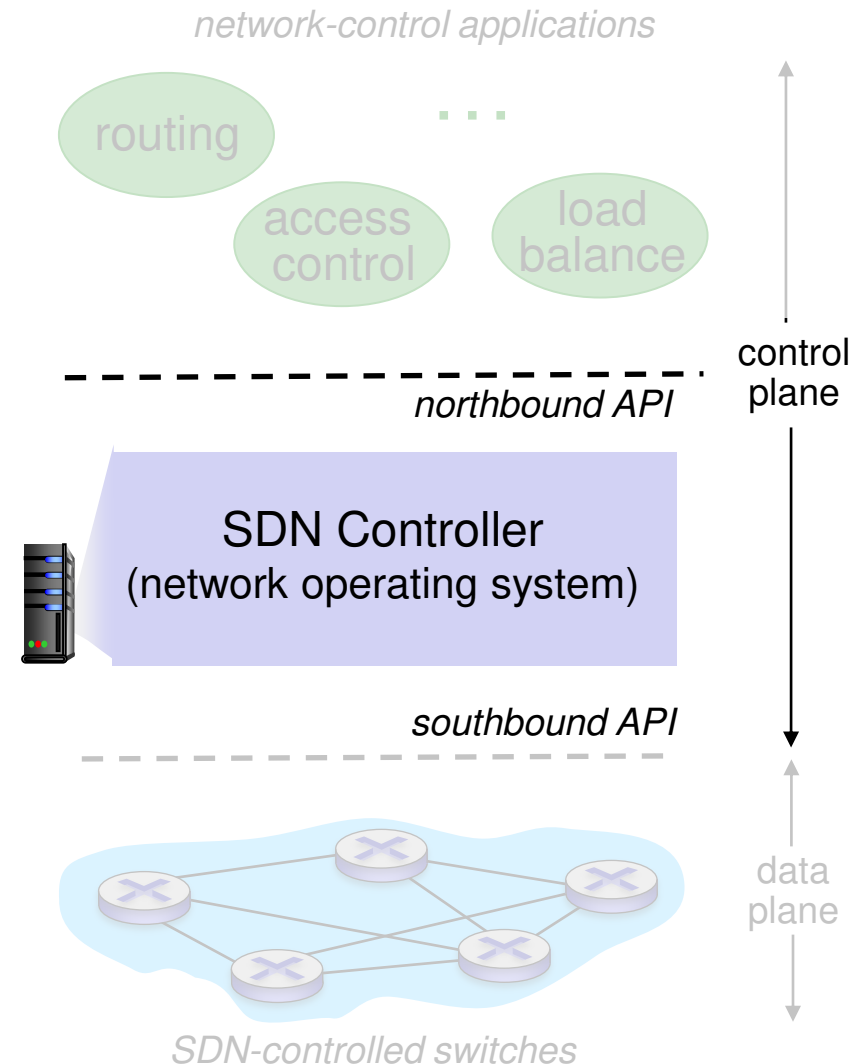 network-control applications
routing
...
access
control
load
balance
control
plane
northbound API
SDN Controller
(network operating system)
southbound API
data
plane
SDN-controlled switches